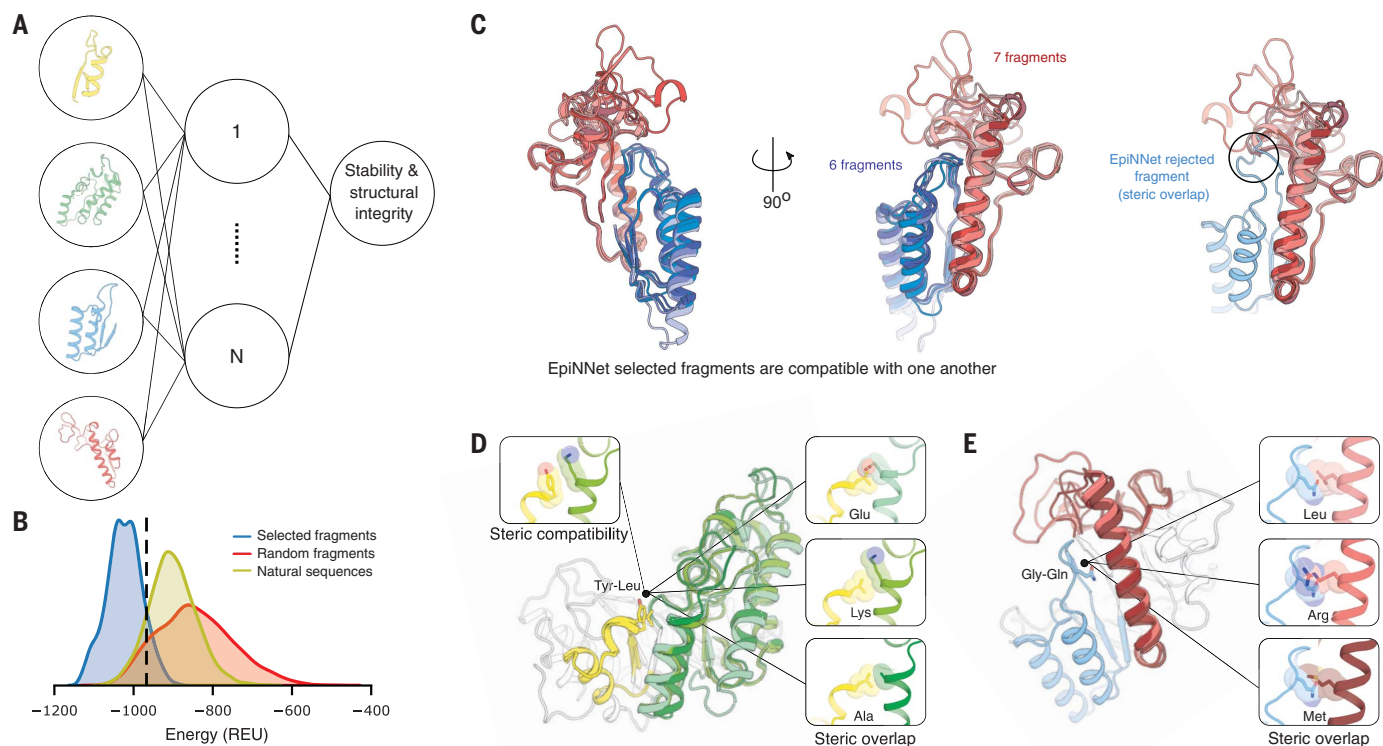 A
1
N
Stability &
structural
integrity
B
Selected fragments
Random fragments
Natural sequences
−1200
−1000
−800
−600
−400
Energy (REU)
C
7 fragments
6 fragments
90o
EpiNNet rejected
fragment
(steric overlap)
EpiNNet selected fragments are compatible with one another
D
Steric compatibility
Tyr-Leu
Glu
Lys
Ala
Steric overlap
E
Gly-Gln
Leu
Arg
Met
Steric overlap